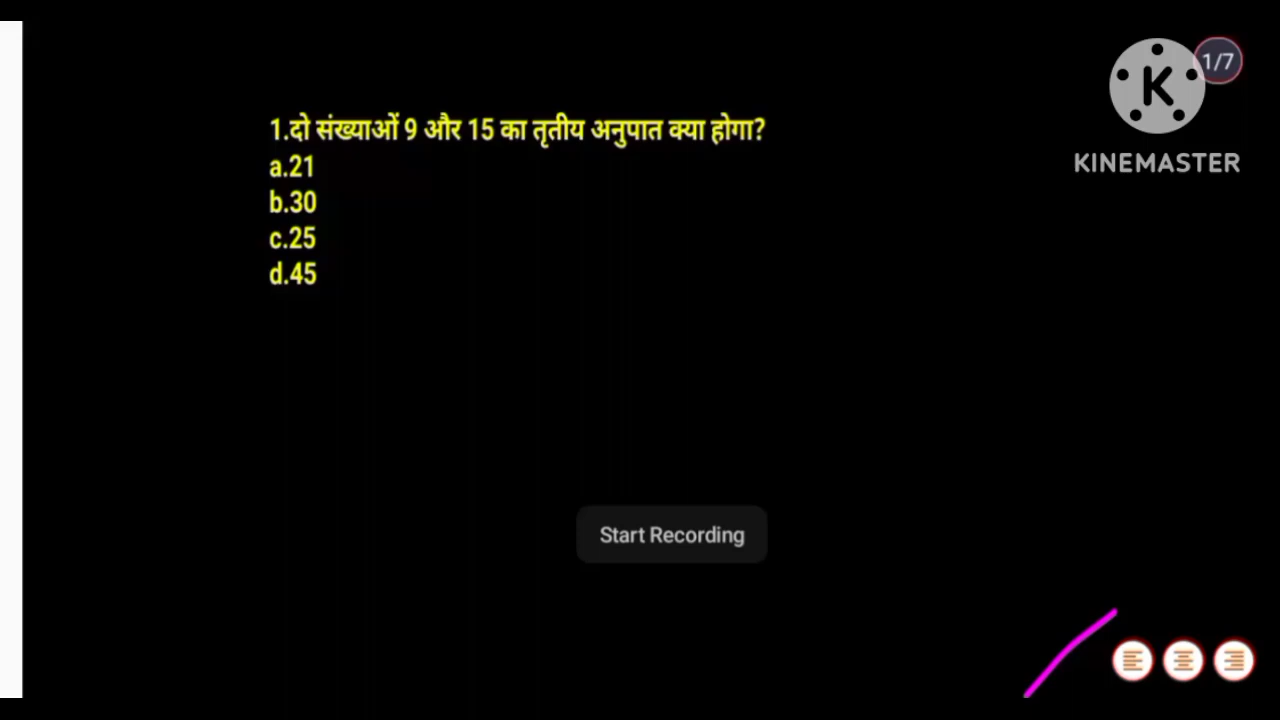 1/7
KINEMASTER
1.दो संख्याओं 9 और 15 का तृतीय अनुपात क्या होगा?
a.21
b.30
c.25
d.45
Start Recording